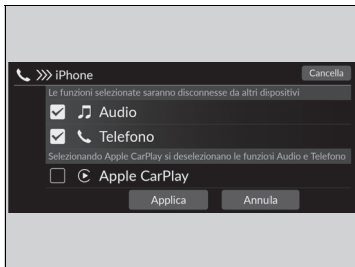 iPhone
Cancella
Le funzioni selezionate saranno disconnesse da altri dispositivi
Audio
Telefono
Selezionando Apple CarPlay si deselezionano le funzioni Audio e Telefono
Apple CarPlay
Applica
Annulla